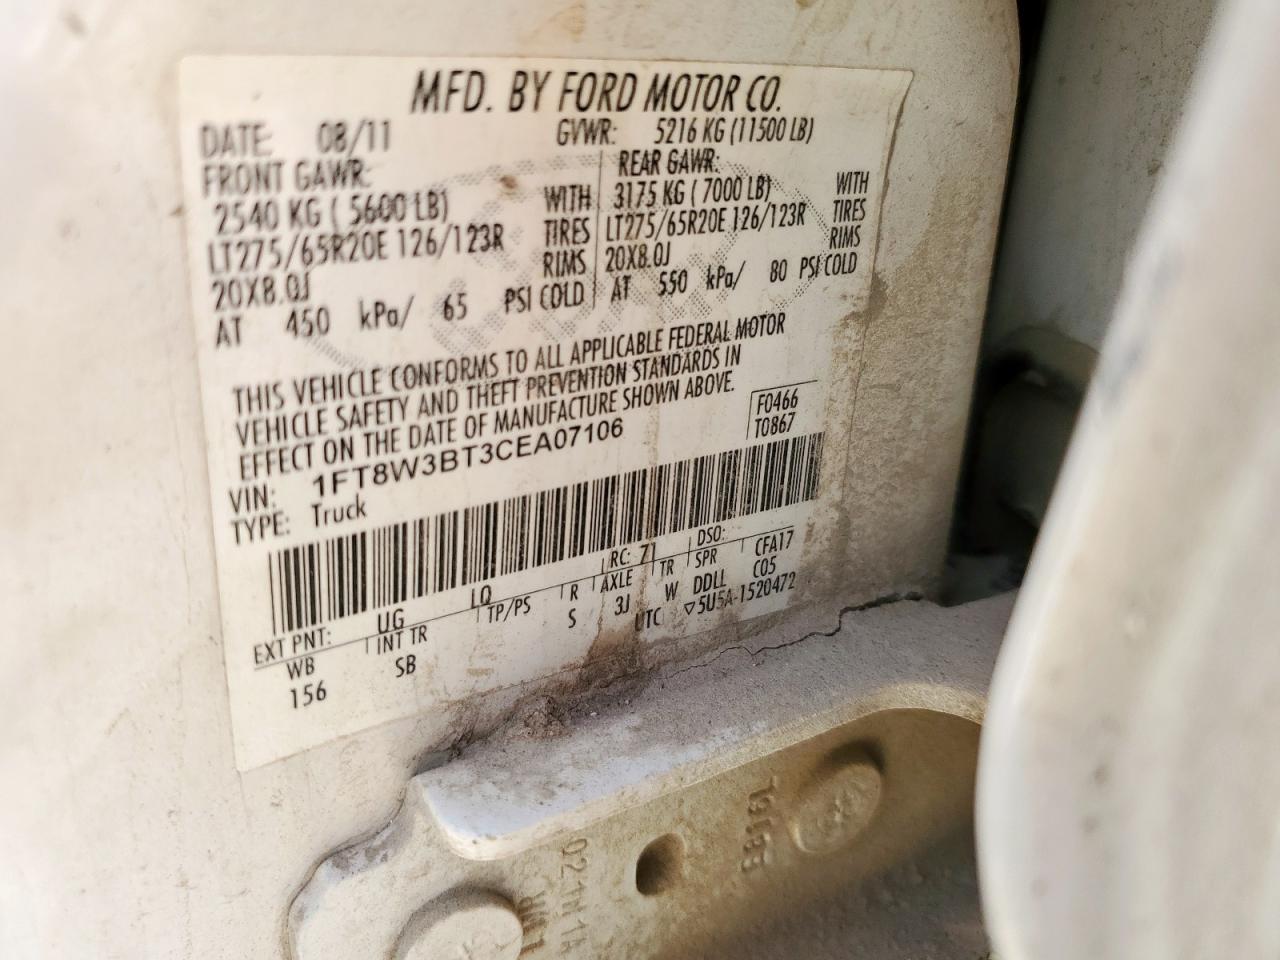 MFD. BY FORD MOTOR CO.
DATE: 08/11 GVWR: 5216 KG (11500 LB)
FRONT GAWR: REAR GAWR:
2540 KG ( 5600 LB) WITH 3175 KG ( 7000 LB) WITH
LT275/65R20E 126/123R TIRES LT275/65R20E 126/123R TIRES
20X8.0J RIMS 20X8.0J RIMS
AT 450 kPa/ 65 PSI COLD AT 550 kPa/ 80 PSI COLD
THIS VEHICLE CONFORMS TO ALL APPLICABLE FEDERAL MOTOR
VEHICLE SAFETY AND THEFT PREVENTION STANDARDS IN
EFFECT ON THE DATE OF MANUFACTURE SHOWN ABOVE.
F0466
T0867
VIN: 1FT8W3BT3CEA07106
TYPE: Truck
EXT PNT: UG LQ RC: 71 DSO:
WB INT TR TP/PS R AXLE TR SPR CFA17
156 SB S 3J W DDLL C05
UTC ▽5U5A-1520472